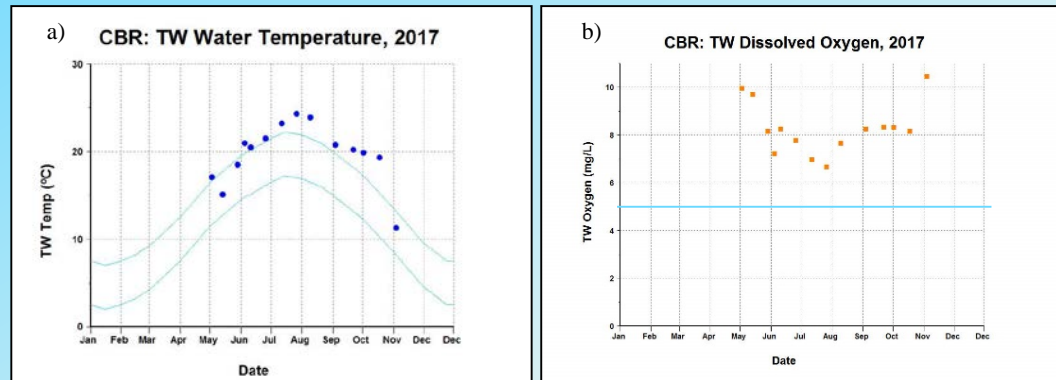 a)
CBR: TW Water Temperature, 2017
30
20
10
0
TW Temp (ºC)
Jan Feb Mar Apr May Jun Jul Aug Sep Oct Nov Dec Dec
Date
b)
CBR: TW Dissolved Oxygen, 2017
10
8
6
4
2
0
TW Oxygen (mg/L)
Jan Feb Mar Apr May Jun Jul Aug Sep Oct Nov Dec Dec
Date